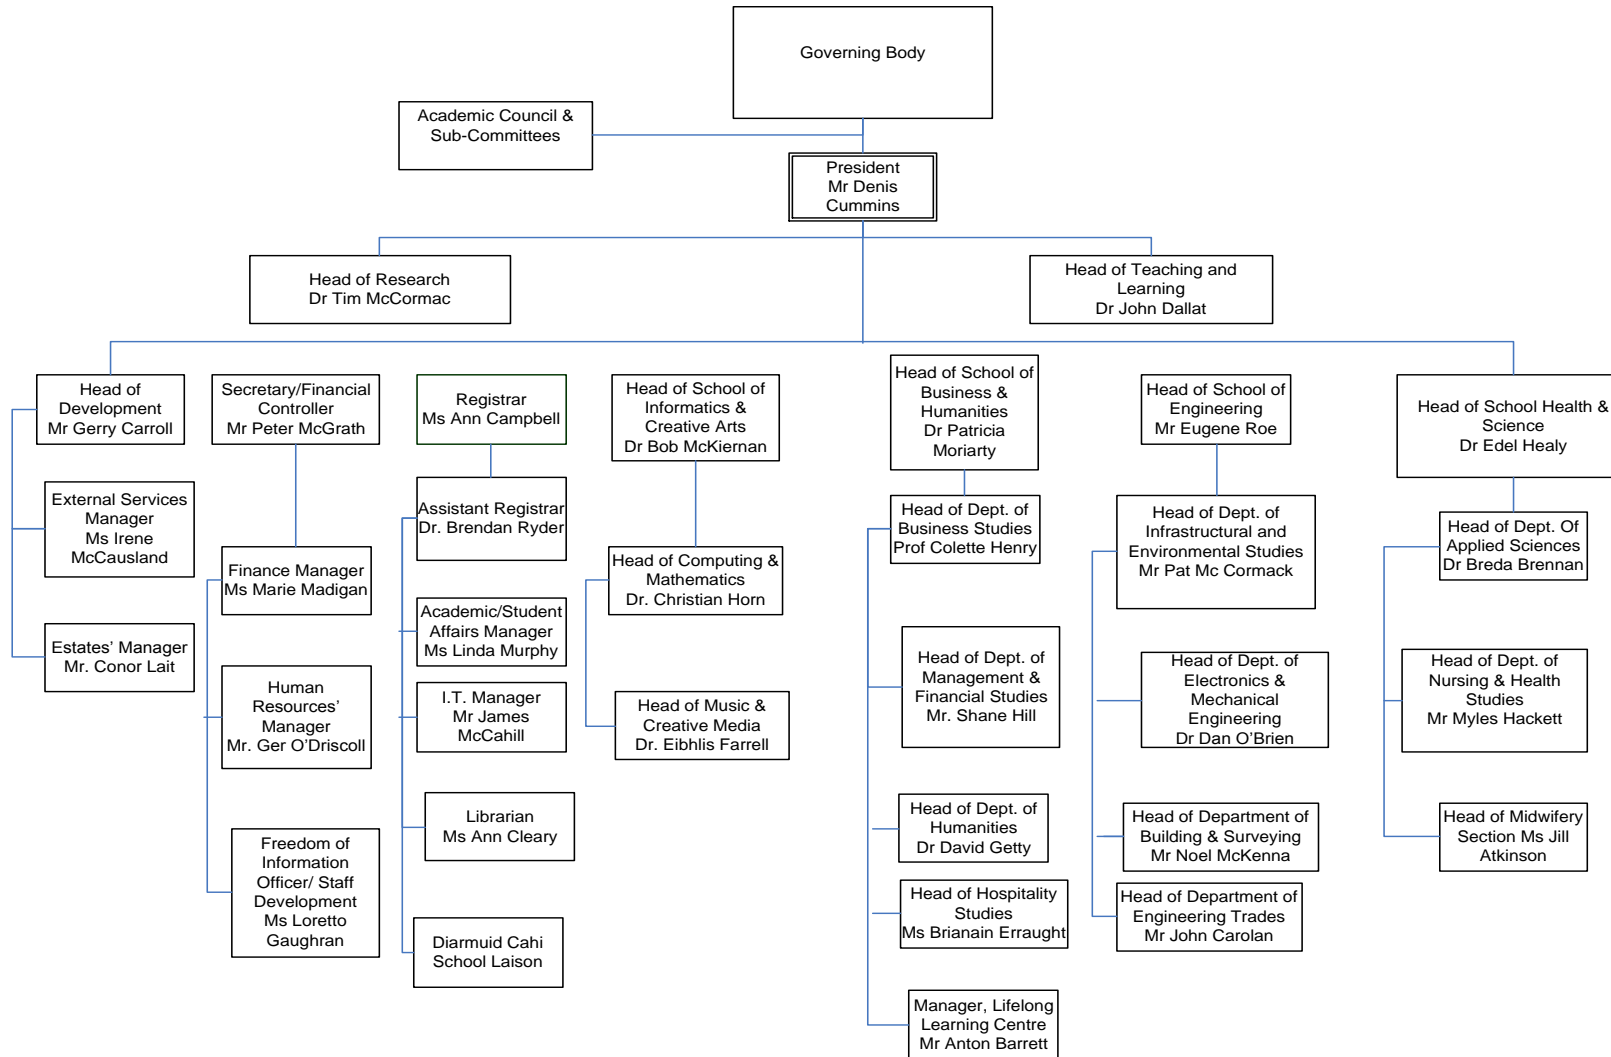 Governing Body
Academic Council &
Sub-Committees
President
Mr Denis
Cummins
Head of Research
Dr Tim McCormac
Head of Teaching and
Learning
Dr John Dallat
Head of
Development
Mr Gerry Carroll
Secretary/Financial
Controller
Mr Peter McGrath
Registrar
Ms Ann Campbell
Head of School of
Informatics &
Creative Arts
Dr Bob McKiernan
Head of School of
Business &
Humanities
Dr Patricia
Moriarty
Head of School of
Engineering
Mr Eugene Roe
Head of School Health &
Science
Dr Edel Healy
External Services
Manager
Ms Irene
McCausland
Estates’ Manager
Mr. Conor Lait
Finance Manager
Ms Marie Madigan
Human
Resources’
Manager
Mr. Ger O’Driscoll
Freedom of
Information
Officer/ Staff
Development
Ms Loretto
Gaughran
Assistant Registrar
Dr. Brendan Ryder
Academic/Student
Affairs Manager
Ms Linda Murphy
I.T. Manager
Mr James
McCahill
Librarian
Ms Ann Cleary
Diarmuid Cahi
School Laison
Head of Computing &
Mathematics
Dr. Christian Horn
Head of Music &
Creative Media
Dr. Eibhlis Farrell
Head of Dept. of
Business Studies
Prof Colette Henry
Head of Dept. of
Management &
Financial Studies
Mr. Shane Hill
Head of Dept. of
Humanities
Dr David Getty
Head of Hospitality
Studies
Ms Brianain Erraught
Manager, Lifelong
Learning Centre
Mr Anton Barrett
Head of Dept. of
Infrastructural and
Environmental Studies
Mr Pat Mc Cormack
Head of Dept. of
Electronics &
Mechanical
Engineering
Dr Dan O’Brien
Head of Department of
Building & Surveying
Mr Noel McKenna
Head of Department of
Engineering Trades
Mr John Carolan
Head of Dept. Of
Applied Sciences
Dr Breda Brennan
Head of Dept. of
Nursing & Health
Studies
Mr Myles Hackett
Head of Midwifery
Section Ms Jill
Atkinson